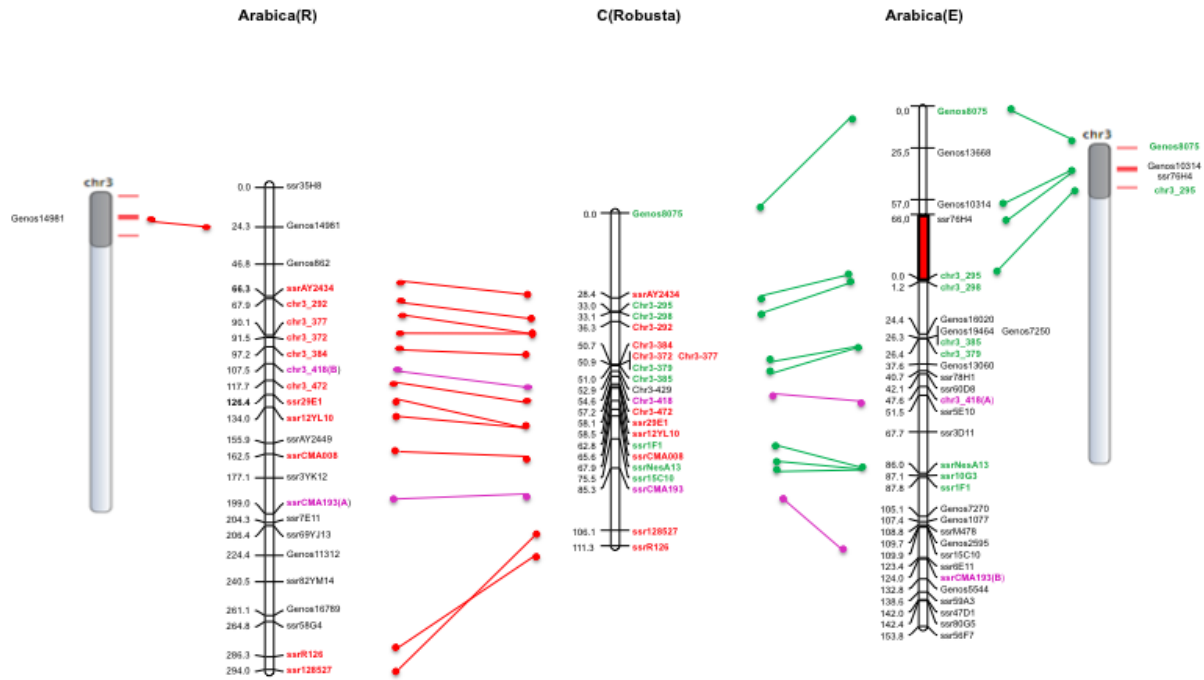 Arabica(R)
C(Robusta)
Arabica(E)
chr3
Genos14981
0.0 ssr35H8
24.3 Genos14981
46.8 Genos862
66.3 ssrAY2434
67.9 chr3_292
90.1 chr3_377
91.5 chr3_372
97.2 chr3_384
107.5 chr3_418(B)
117.7 chr3_472
126.4 ssr29E1
134.0 ssr12YL10
155.9 ssrAY2449
162.5 ssrCMA008
177.1 ssr3YK12
199.0 ssrCMA193(A)
204.3 ssr7E11
206.4 ssr69YJ13
224.4 Genos11312
240.5 ssr82YM14
261.1 Genos16789
264.8 ssr58G4
286.3 ssrR126
294.0 ssr128527
0.0 Genos8075
28.4 ssrAY2434
33.0 Chr3-295
33.1 Chr3-298
36.3 Chr3-292
50.7 Chr3-384
Chr3-372 Chr3-377
50.9 Chr3-379
51.0 Chr3-385
52.9 Chr3-429
54.6 Chr3-418
57.2 Chr3-472
58.1 ssr29E1
58.5 ssr12YL10
62.8 ssr1F1
65.6 ssrCMA008
67.9 ssrNesA13
75.5 ssr15C10
85.3 ssrCMA193
106.1 ssr128527
111.3 ssrR126
0,0 Genos8075
25,5 Genos13668
57,0 Genos10314
66,0 ssr76H4
0.0 chr3_295
1.2 chr3_298
24.4 Genos16020
Genos19464 Genos7250
26.3 chr3_385
26.4 chr3_379
37.6 Genos13060
40.7 ssr78H1
42.1 ssr60D8
47.6 chr3_418(A)
51.5 ssr5E10
67.7 ssr3D11
86.0 ssrNesA13
87.1 ssr10G3
87.8 ssr1F1
105.1 Genos7270
107.4 Genos1077
108.8 ssrM478
109.7 Genos2595
109.9 ssr15C10
123.4 ssr6E11
124.0 ssrCMA193(B)
132.8 Genos5544
138.6 ssr59A3
142.0 ssr47D1
142.4 ssr80G5
153.8 ssr56F7
chr3
Genos8075
Genos10314
ssr76H4
chr3_295